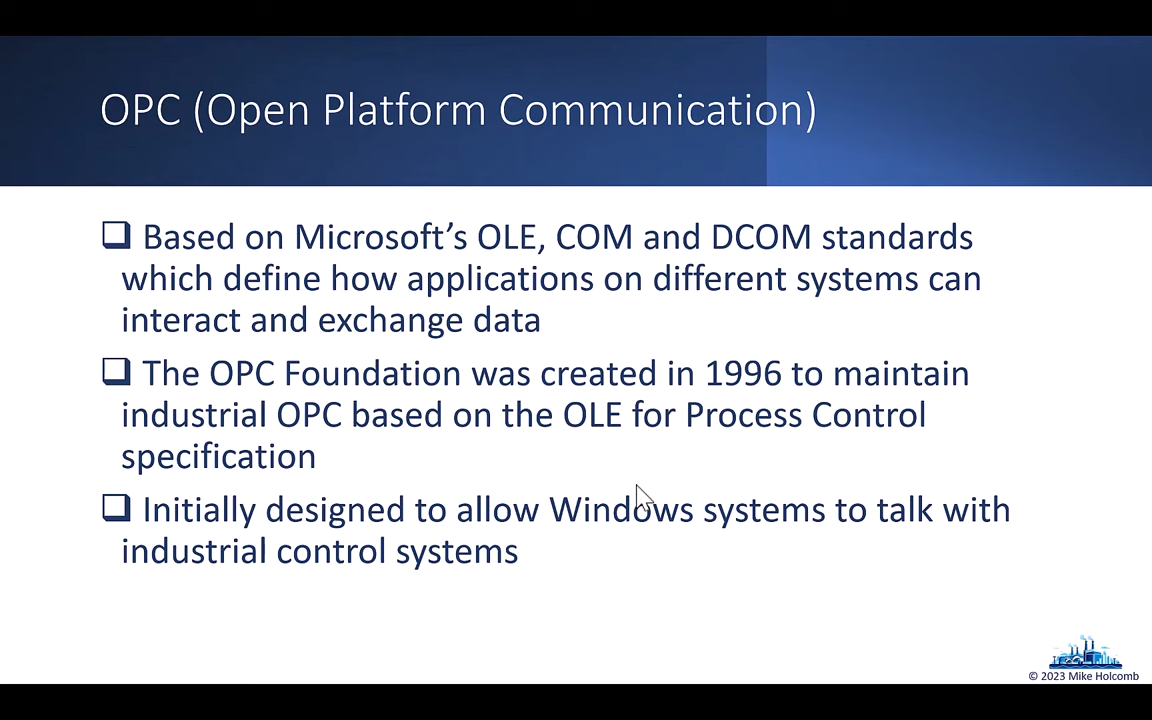 OPC (Open Platform Communication)
❑ Based on Microsoft’s OLE, COM and DCOM standards
which define how applications on different systems can
interact and exchange data
❑ The OPC Foundation was created in 1996 to maintain
industrial OPC based on the OLE for Process Control
specification
❑ Initially designed to allow Windows systems to talk with
industrial control systems
© 2023 Mike Holcomb